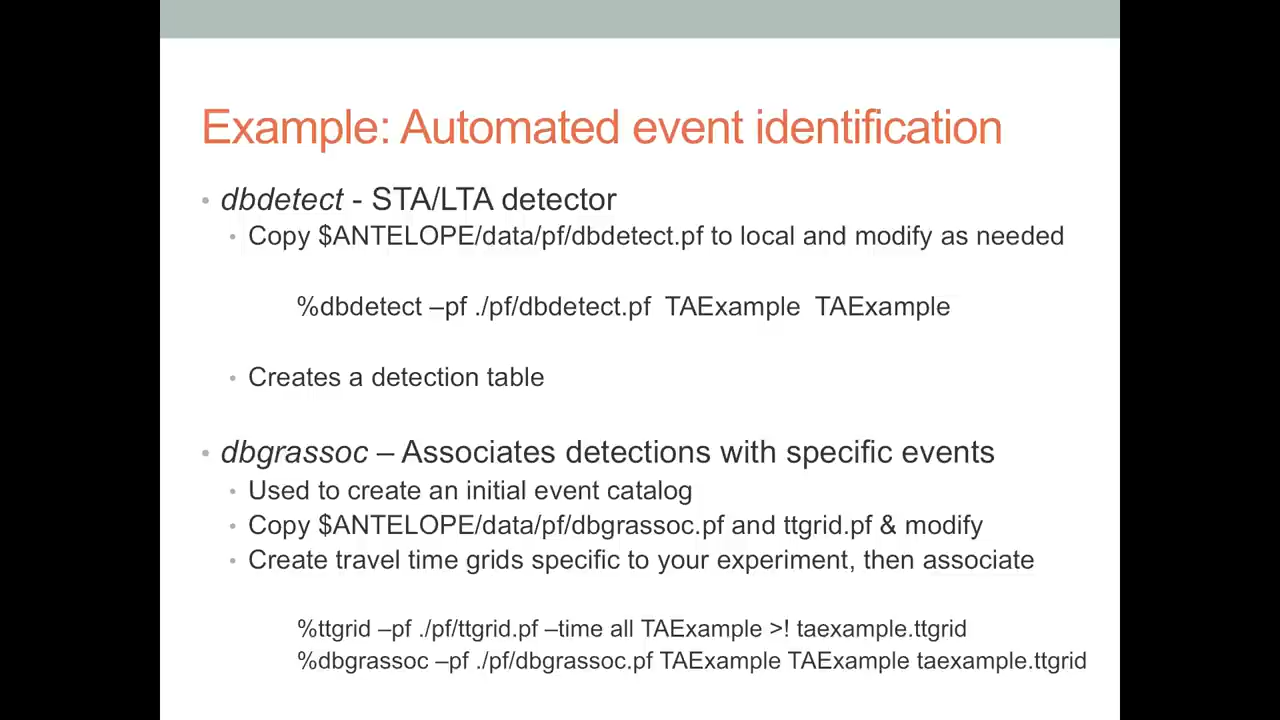 Example: Automated event identification
• dbdetect - STA/LTA detector
• Copy $ANTELOPE/data/pf/dbdetect.pf to local and modify as needed
%dbdetect –pf ./pf/dbdetect.pf TAExample TAExample
• Creates a detection table
• dbgrassoc – Associates detections with specific events
• Used to create an initial event catalog
• Copy $ANTELOPE/data/pf/dbgrassoc.pf and ttgrid.pf & modify
• Create travel time grids specific to your experiment, then associate
%ttgrid –pf ./pf/ttgrid.pf –time all TAExample >! taexample.ttgrid
%dbgrassoc –pf ./pf/dbgrassoc.pf TAExample TAExample taexample.ttgrid